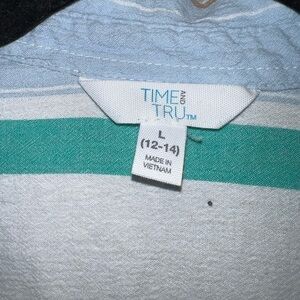 TIME AND
TRU™
L
(12-14)
MADE IN
VIETNAM